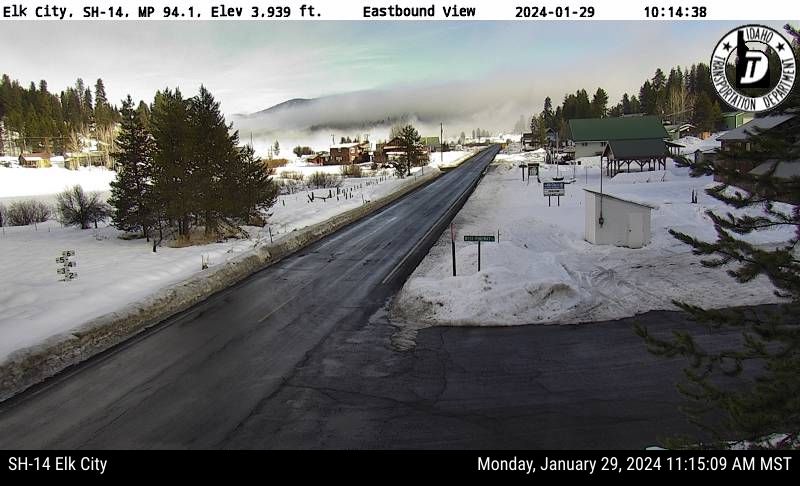 Elk City, SH-14, MP 94.1, Elev 3,939 ft. Eastbound View 2024-01-29 10:14:38
IDAHO
TRANSPORTATION DEPARTMENT
SH-14 Elk City Monday, January 29, 2024 11:15:09 AM MST